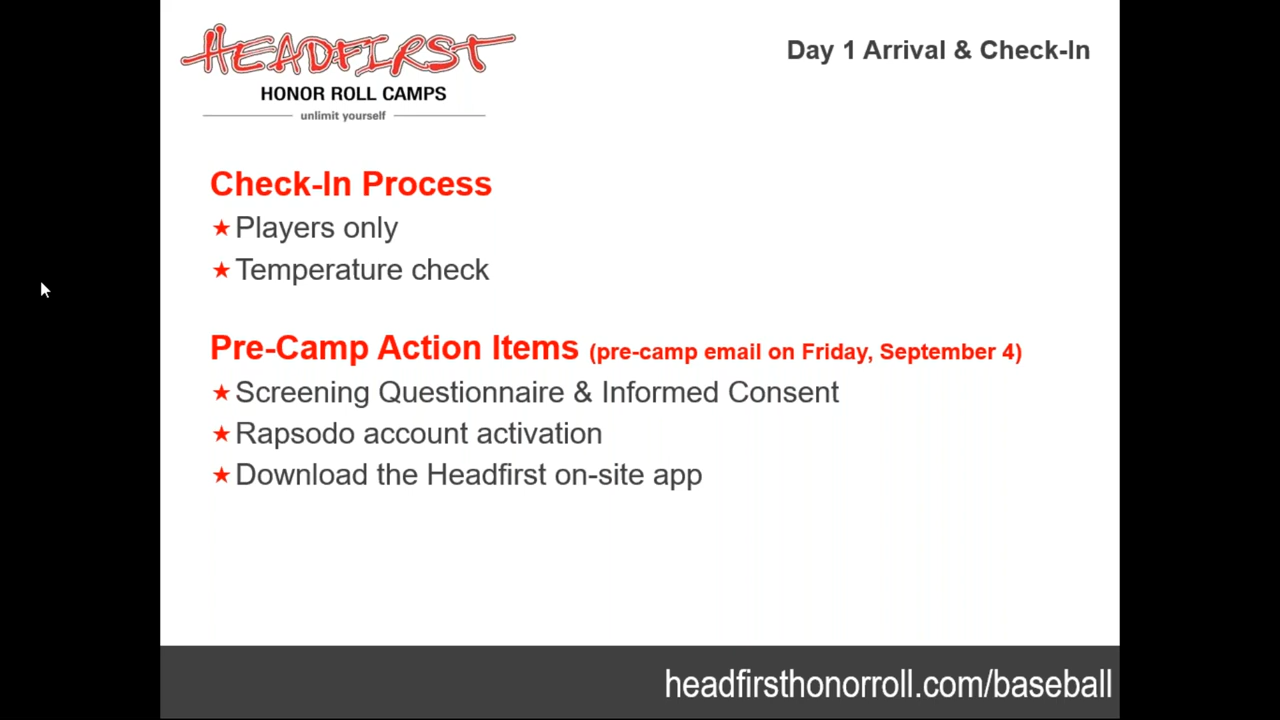 HEADFIRST
HONOR ROLL CAMPS
unlimit yourself
Day 1 Arrival & Check-In
Check-In Process
★Players only
★Temperature check
Pre-Camp Action Items (pre-camp email on Friday, September 4)
★Screening Questionnaire & Informed Consent
★Rapsodo account activation
★Download the Headfirst on-site app
headfirsthonorroll.com/baseball